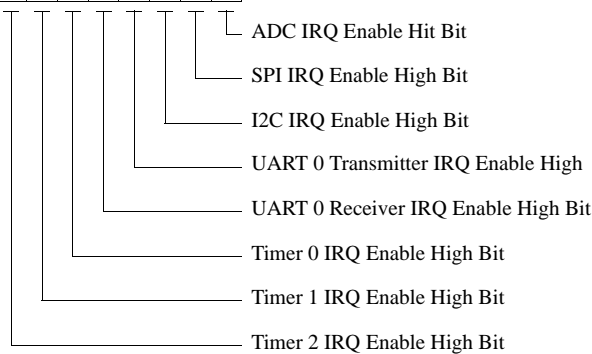 ADC IRQ Enable Hit Bit
SPI IRQ Enable High Bit
I2C IRQ Enable High Bit
UART 0 Transmitter IRQ Enable High
UART 0 Receiver IRQ Enable High Bit
Timer 0 IRQ Enable High Bit
Timer 1 IRQ Enable High Bit
Timer 2 IRQ Enable High Bit